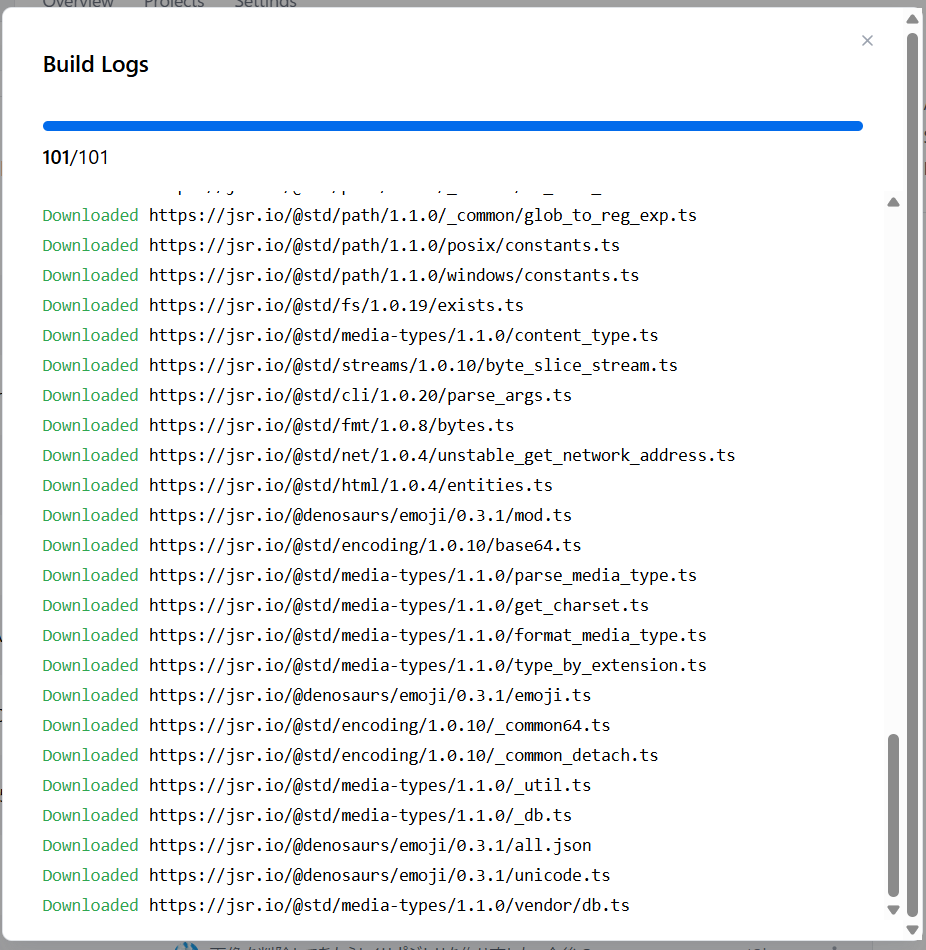 Overview Projects Settings
Build Logs
101/101
Downloaded https://jsr.io/@std/path/1.1.0/_common/glob_to_reg_exp.ts
Downloaded https://jsr.io/@std/path/1.1.0/posix/constants.ts
Downloaded https://jsr.io/@std/path/1.1.0/windows/constants.ts
Downloaded https://jsr.io/@std/fs/1.0.19/exists.ts
Downloaded https://jsr.io/@std/media-types/1.1.0/content_type.ts
Downloaded https://jsr.io/@std/streams/1.0.10/byte_slice_stream.ts
Downloaded https://jsr.io/@std/cli/1.0.20/parse_args.ts
Downloaded https://jsr.io/@std/fmt/1.0.8/bytes.ts
Downloaded https://jsr.io/@std/net/1.0.4/unstable_get_network_address.ts
Downloaded https://jsr.io/@std/html/1.0.4/entities.ts
Downloaded https://jsr.io/@denosaurs/emoji/0.3.1/mod.ts
Downloaded https://jsr.io/@std/encoding/1.0.10/base64.ts
Downloaded https://jsr.io/@std/media-types/1.1.0/parse_media_type.ts
Downloaded https://jsr.io/@std/media-types/1.1.0/get_charset.ts
Downloaded https://jsr.io/@std/media-types/1.1.0/format_media_type.ts
Downloaded https://jsr.io/@std/media-types/1.1.0/type_by_extension.ts
Downloaded https://jsr.io/@denosaurs/emoji/0.3.1/emoji.ts
Downloaded https://jsr.io/@std/encoding/1.0.10/_common64.ts
Downloaded https://jsr.io/@std/encoding/1.0.10/_common_detach.ts
Downloaded https://jsr.io/@std/media-types/1.1.0/_util.ts
Downloaded https://jsr.io/@std/media-types/1.1.0/_db.ts
Downloaded https://jsr.io/@denosaurs/emoji/0.3.1/all.json
Downloaded https://jsr.io/@denosaurs/emoji/0.3.1/unicode.ts
Downloaded https://jsr.io/@std/media-types/1.1.0/vendor/db.ts